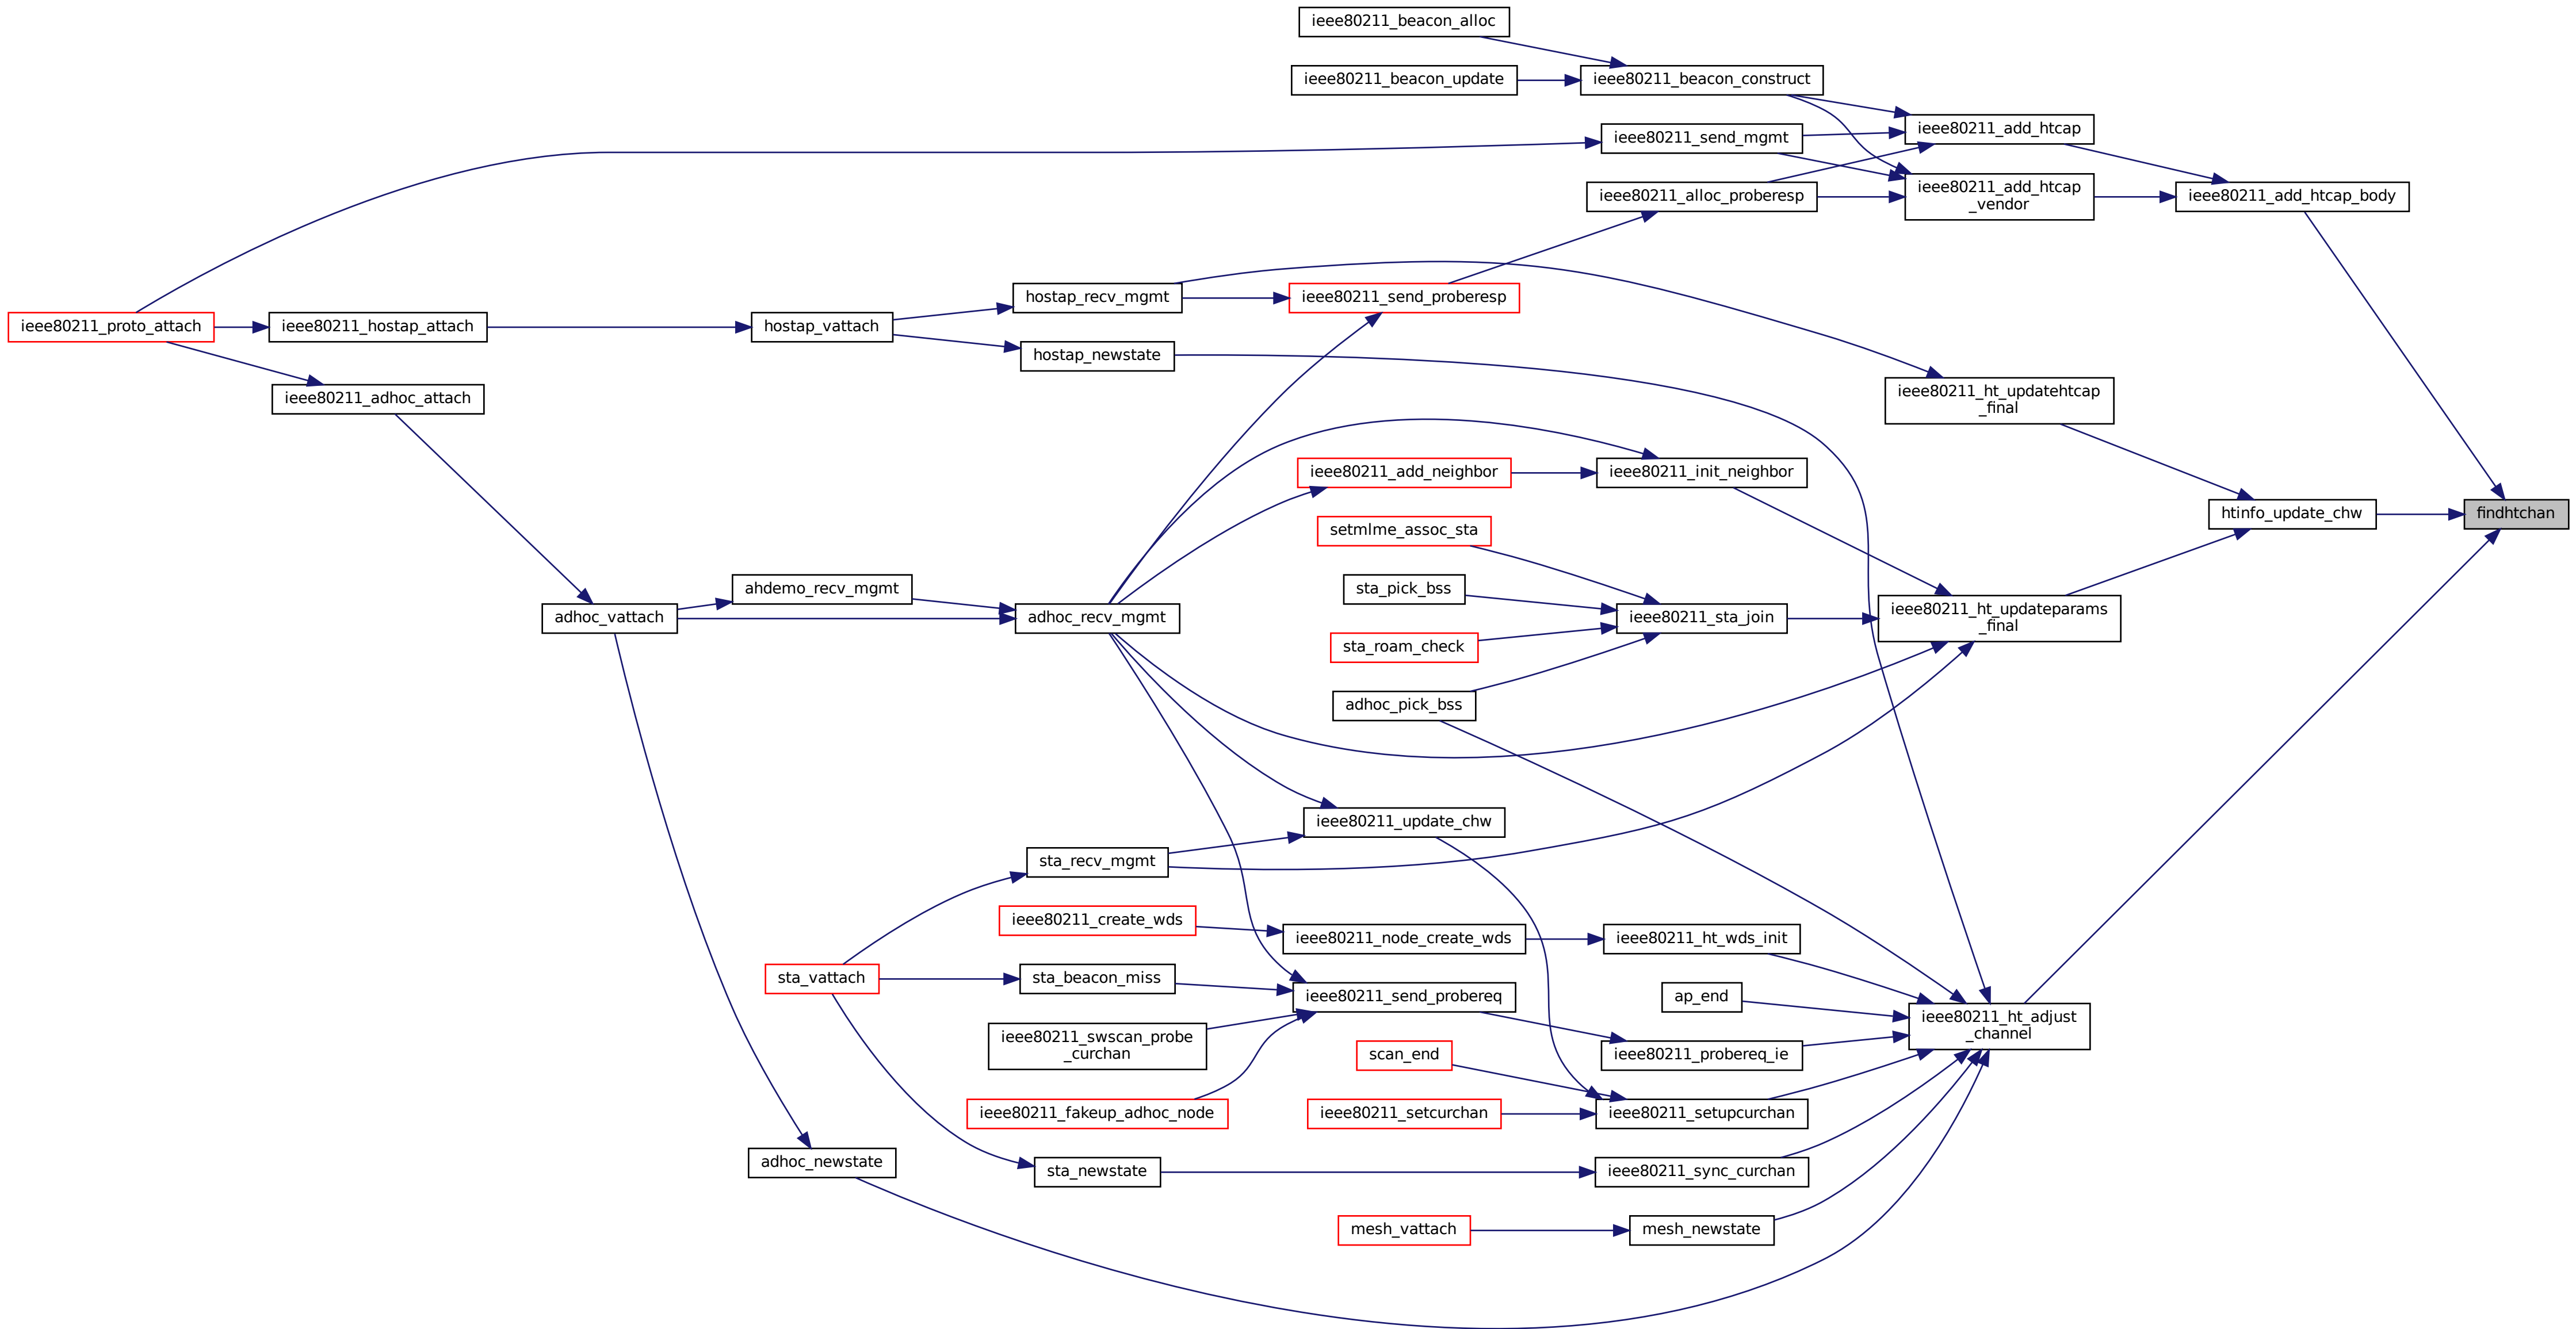 ieee80211_beacon_alloc
ieee80211_beacon_update
ieee80211_beacon_construct
ieee80211_send_mgmt
ieee80211_add_htcap
ieee80211_alloc_proberesp
ieee80211_add_htcap
_vendor
ieee80211_add_htcap_body
ieee80211_proto_attach
ieee80211_hostap_attach
hostap_vattach
hostap_recv_mgmt
ieee80211_send_proberesp
hostap_newstate
ieee80211_adhoc_attach
ieee80211_ht_updatehtcap
_final
ieee80211_add_neighbor
ieee80211_init_neighbor
htinfo_update_chw
findhtchan
setmlme_assoc_sta
sta_pick_bss
ieee80211_sta_join
ieee80211_ht_updateparams
_final
sta_roam_check
adhoc_pick_bss
adhoc_vattach
ahdemo_recv_mgmt
adhoc_recv_mgmt
ieee80211_update_chw
sta_recv_mgmt
ieee80211_create_wds
ieee80211_node_create_wds
ieee80211_ht_wds_init
sta_vattach
sta_beacon_miss
ieee80211_send_probereq
ap_end
ieee80211_ht_adjust
_channel
ieee80211_swscan_probe
_curchan
scan_end
ieee80211_probereq_ie
ieee80211_fakeup_adhoc_node
ieee80211_setcurchan
ieee80211_setupcurchan
adhoc_newstate
sta_newstate
ieee80211_sync_curchan
mesh_vattach
mesh_newstate